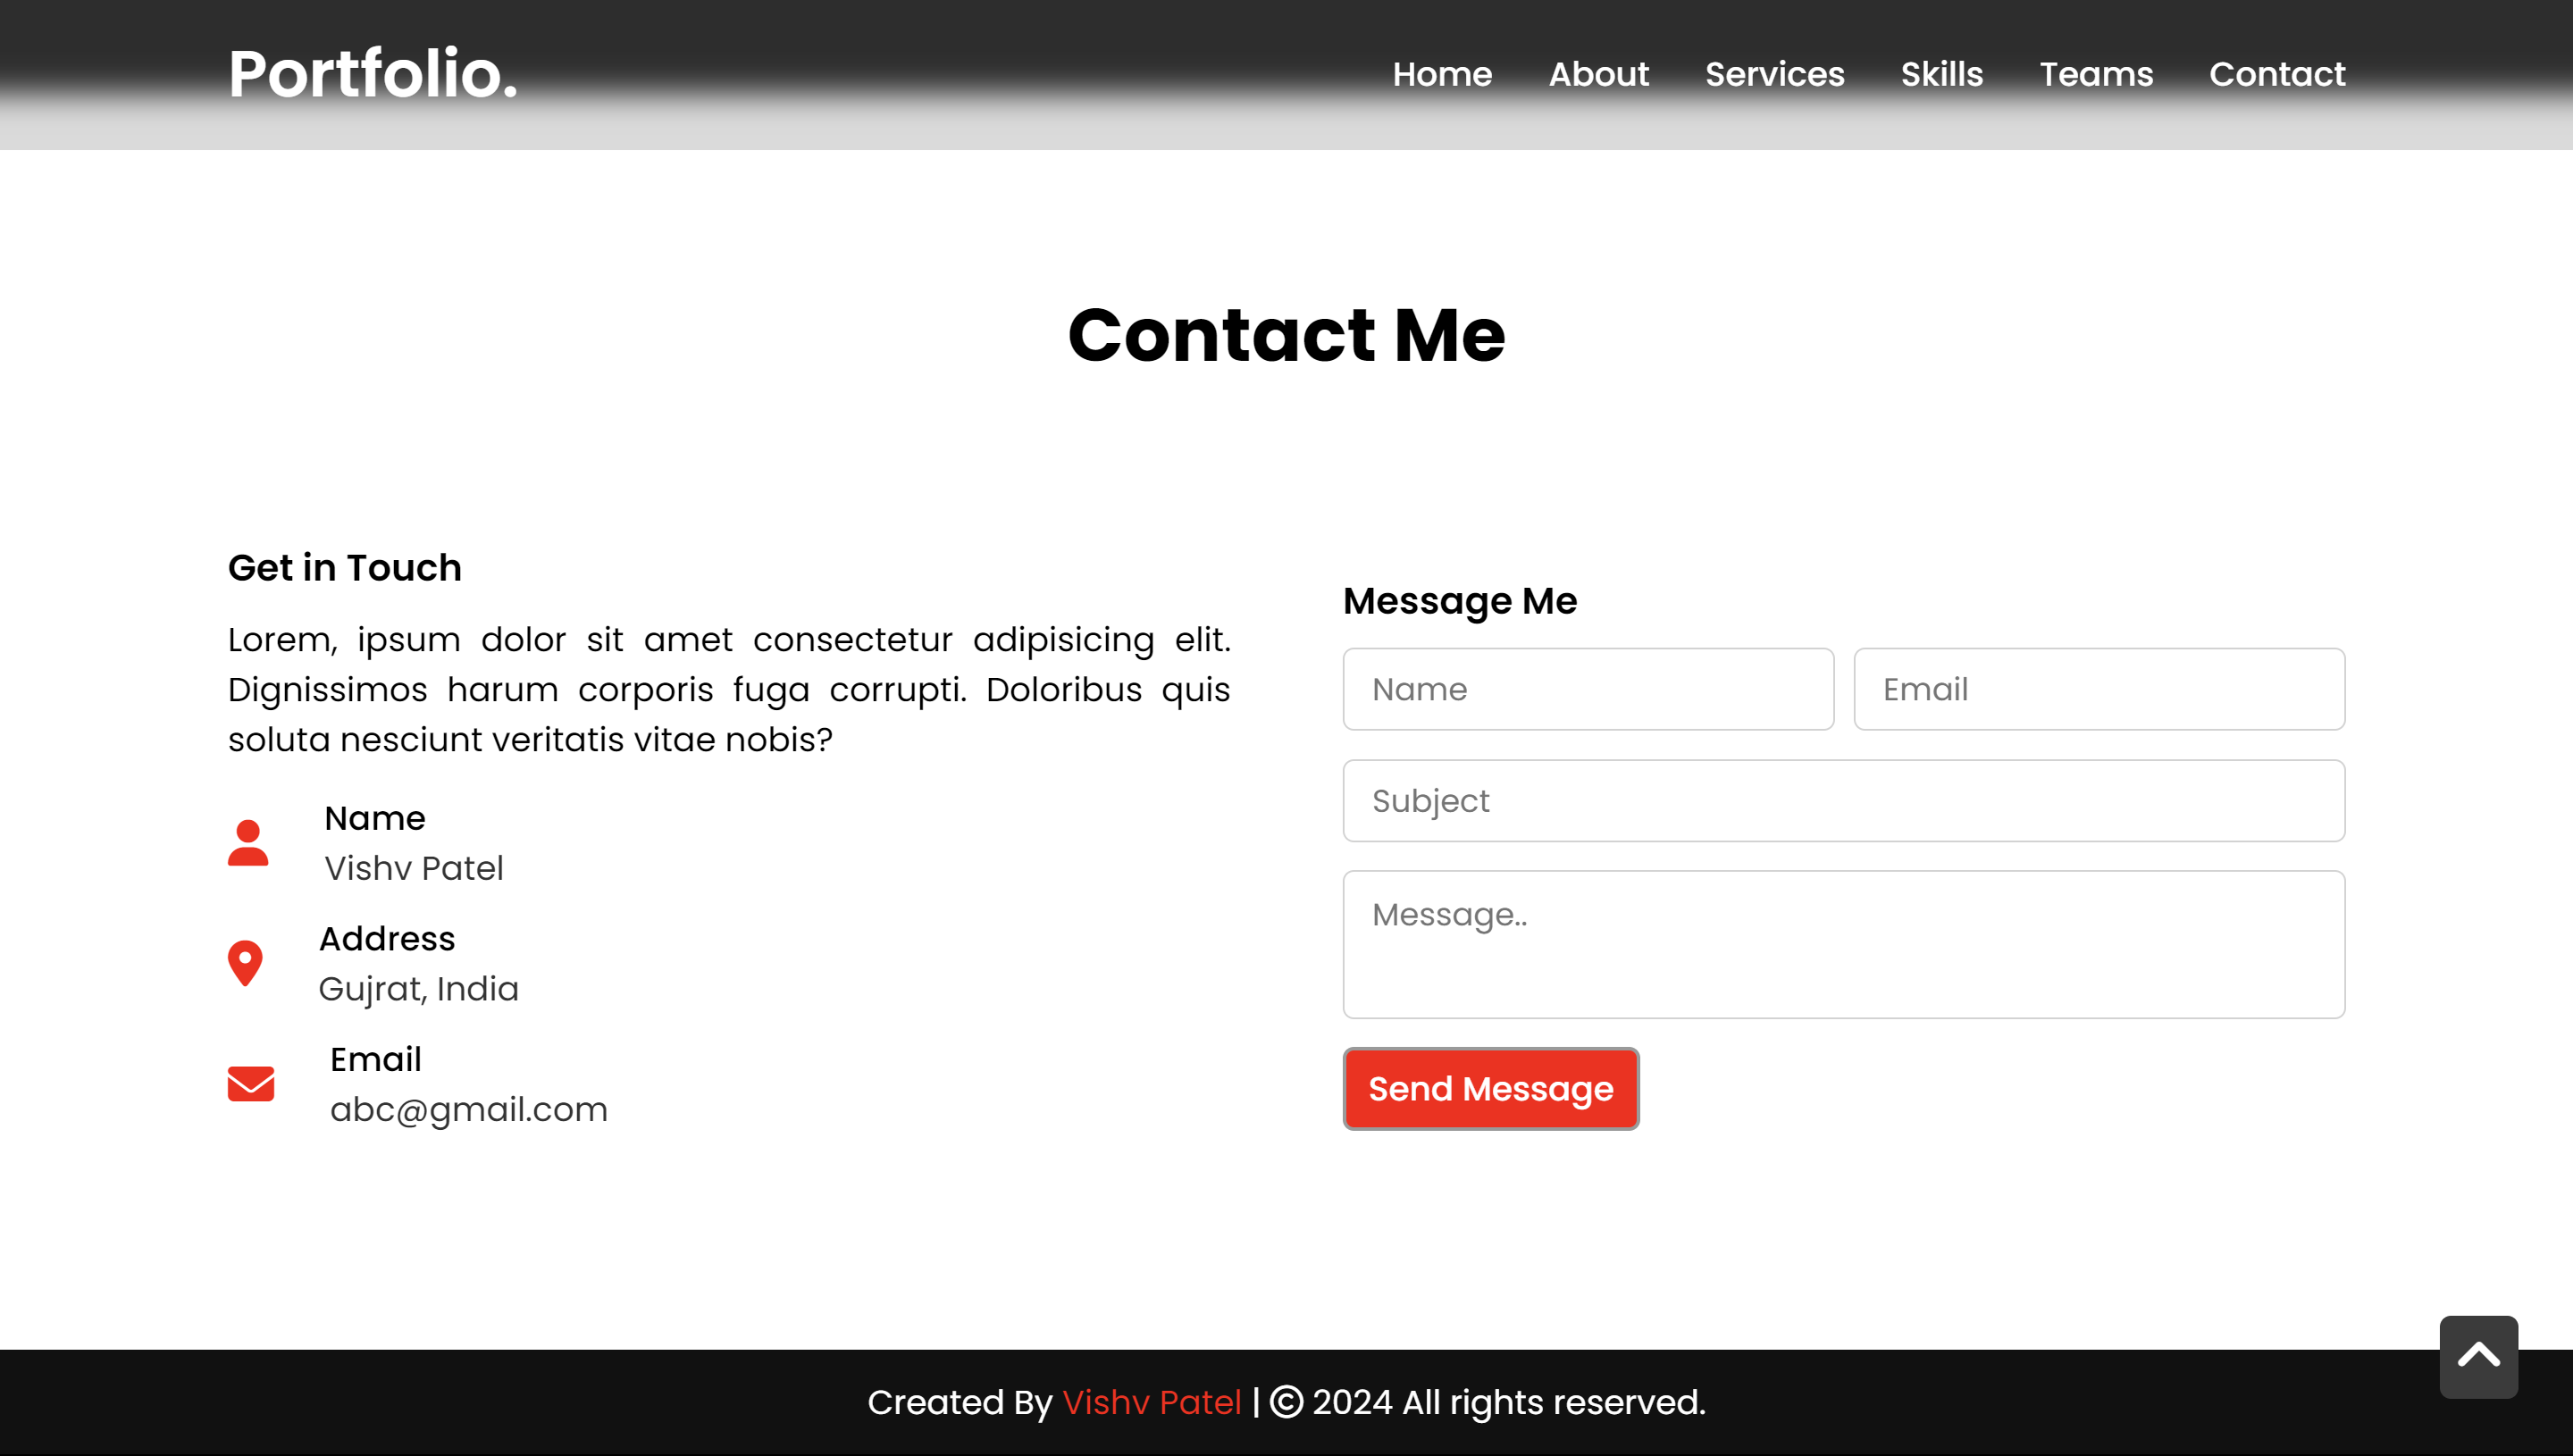 Portfolio.
Home About Services Skills Teams Contact
Contact Me
Get in Touch
Lorem, ipsum dolor sit amet consectetur adipisicing elit.
Dignissimos harum corporis fuga corrupti. Doloribus quis
soluta nesciunt veritatis vitae nobis?
Name
Vishv Patel
Address
Gujrat, India
Email
abc@gmail.com
Message Me
Name Email
Subject
Message..
Send Message
Created By Vishv Patel | © 2024 All rights reserved.